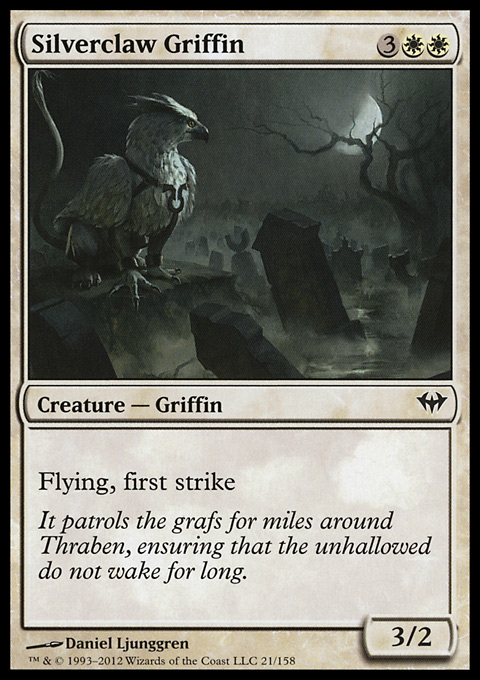 Silverclaw Griffin 3
Creature — Griffin
Flying, first strike
It patrols the grafs for miles around
Thraben, ensuring that the unhallowed
do not wake for long.
3/2
Daniel Ljunggren
™ & © 1993–2012 Wizards of the Coast LLC 21/158